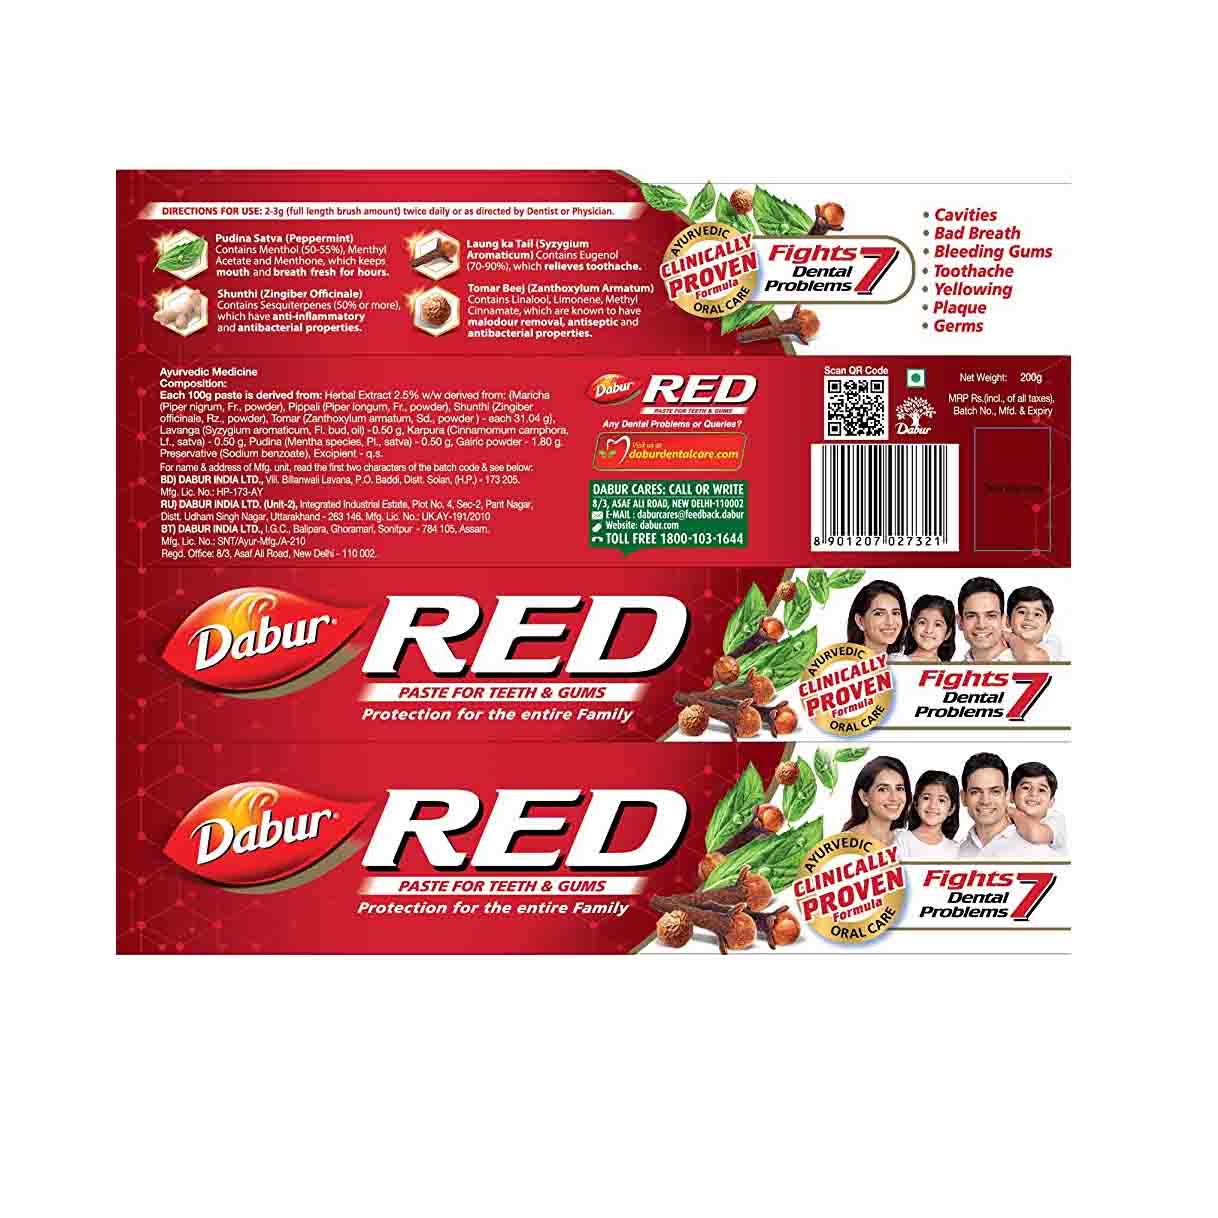 DIRECTIONS FOR USE: 2-3g (full length brush amount) twice daily or as directed by Dentist or Physician.
Pudina Satva (Peppermint)
Contains Menthol (50-55%), Menthyl
Acetate and Menthone, which keeps
mouth and breath fresh for hours.
Shunthi (Zingiber Officinale)
Contains Sesquiterpenes (50% or more),
which have anti-inflammatory
and antibacterial properties.
Laung ka Tail (Syzygium
Aromaticum) Contains Eugenol
(70-90%), which relieves toothache.
Tomar Beej (Zanthoxylum Armatum)
Contains Linalool, Limonene, Methyl
Cinnamate, which are known to have
malodour removal, antiseptic and
antibacterial properties.
AYURVEDIC
CLINICALLY
PROVEN
Formula
ORAL CARE
Fights 7
Dental
Problems
• Cavities
• Bad Breath
• Bleeding Gums
• Toothache
• Yellowing
• Plaque
• Germs
Ayurvedic Medicine
Composition:
Each 100g paste is derived from: Herbal Extract 2.5% w/w derived from: (Maricha
(Piper nigrum, Fr., powder), Pippali (Piper longum, Fr., powder), Shunthi (Zingiber
officinale, Rz., powder), Tomar (Zanthoxylum armatum, Sd., powder ) - each 31.04 g),
Lavanga (Syzygium aromaticum, Fl. bud, oil) - 0.50 g, Karpura (Cinnamomum camphora,
Lf., satva) - 0.50 g, Pudina (Mentha species, Pl., satva) - 0.50 g, Gairic powder - 1.80 g.
Preservative (Sodium benzoate), Excipient - q.s.
For name & address of Mfg. unit, read the first two characters of the batch code & see below:
BD) DABUR INDIA LTD., Vill. Billanwali Lavana, P.O. Baddi, Distt. Solan, (H.P.) - 173 205.
Mfg. Lic. No.: HP-173-AY
RU) DABUR INDIA LTD. (Unit-2), Integrated Industrial Estate, Plot No. 4, Sec-2, Pant Nagar,
Distt. Udham Singh Nagar, Uttarakhand - 263 146. Mfg. Lic. No.: UK.AY-191/2010
BT) DABUR INDIA LTD., I.G.C., Balipara, Ghoramari, Sonitpur - 784 105, Assam.
Mfg. Lic. No.: SNT/Ayur-Mfg./A-210
Regd. Office: 8/3, Asaf Ali Road, New Delhi - 110 002.
Dabur RED
PASTE FOR TEETH & GUMS
Any Dental Problems or Queries?
Visit us at
daburdentalcare.com
DABUR CARES: CALL OR WRITE
8/3, ASAF ALI ROAD, NEW DELHI-110002
E-MAIL : daburcares@feedback.dabur
Website: dabur.com
TOLL FREE 1800-103-1644
Scan QR Code
Dabur
Net Weight: 200g
MRP Rs.(incl., of all taxes),
Batch No., Mfd. & Expiry
8 901207 027321
Dabur® RED
PASTE FOR TEETH & GUMS
Protection for the entire Family
AYURVEDIC
CLINICALLY
PROVEN
Formula
ORAL CARE
Fights 7
Dental
Problems
Dabur® RED
PASTE FOR TEETH & GUMS
Protection for the entire Family
AYURVEDIC
CLINICALLY
PROVEN
Formula
ORAL CARE
Fights 7
Dental
Problems